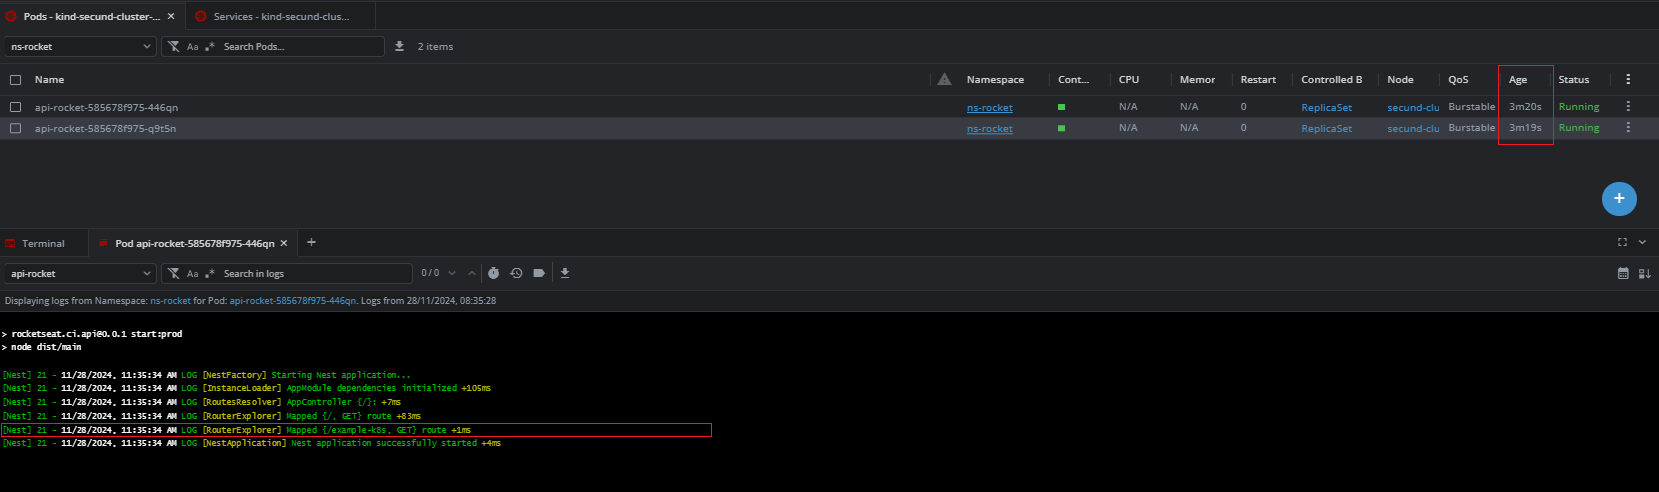 Pods - kind-secund-cluster-... Services - kind-secund-clus...
ns-rocket Aa .* Search Pods... 2 items
Name Namespace Cont... CPU Memor Restart Controlled B Node QoS Age Status
api-rocket-585678f975-446qn ns-rocket N/A N/A 0 ReplicaSet secund-clu Burstable 3m20s Running
api-rocket-585678f975-q9t5n ns-rocket N/A N/A 0 ReplicaSet secund-clu Burstable 3m19s Running
Terminal Pod api-rocket-585678f975-446qn
api-rocket Aa .* Search in logs 0 / 0
Displaying logs from Namespace: ns-rocket for Pod: api-rocket-585678f975-446qn. Logs from 28/11/2024, 08:35:28
> rocketseat.ci.api@0.0.1 start:prod
> node dist/main
[Nest] 21 - 11/28/2024, 11:35:34 AM LOG [NestFactory] Starting Nest application...
[Nest] 21 - 11/28/2024, 11:35:34 AM LOG [InstanceLoader] AppModule dependencies initialized +105ms
[Nest] 21 - 11/28/2024, 11:35:34 AM LOG [RoutesResolver] AppController {/}: +7ms
[Nest] 21 - 11/28/2024, 11:35:34 AM LOG [RouterExplorer] Mapped {/, GET} route +83ms
[Nest] 21 - 11/28/2024, 11:35:34 AM LOG [RouterExplorer] Mapped {/example-k8s, GET} route +1ms
[Nest] 21 - 11/28/2024, 11:35:34 AM LOG [NestApplication] Nest application successfully started +4ms